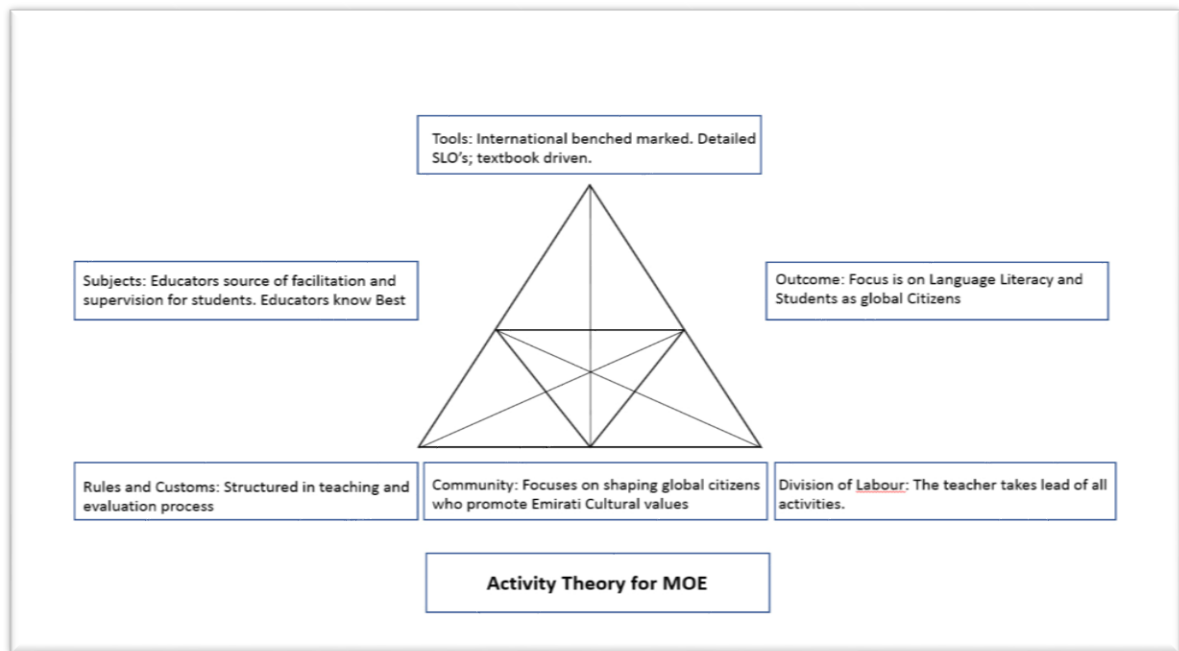 Tools: International benched marked. Detailed
SLO's; textbook driven.
Subjects: Educators source of facilitation and
supervision for students. Educators know Best
Outcome: Focus is on Language Literacy and
Students as global Citizens
Rules and Customs: Structured in teaching and
evaluation process
Community: Focuses on shaping global citizens
who promote Emirati Cultural values
Division of Labour: The teacher takes lead of all
activities.
Activity Theory for MOE